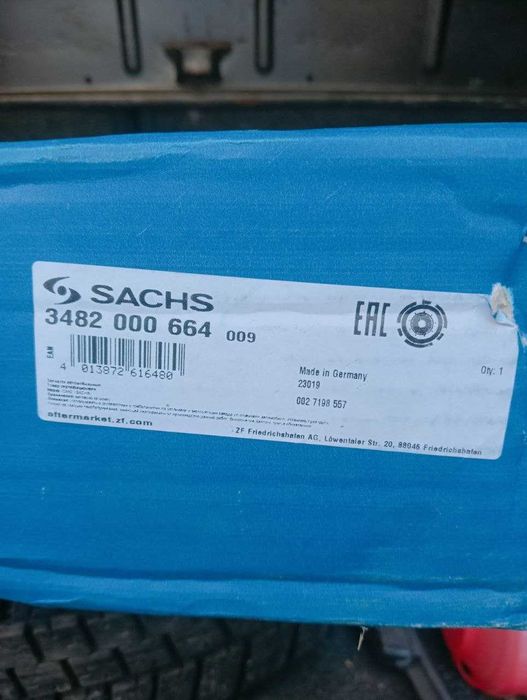 SACHS
3482 000 664 009
EAC
EAN
4 013872 616480
Made in Germany
23019
002 7198 557
Qty: 1
aftermarket.zf.com
ZF Friedrichshafen AG, Löwentaler Str. 20, 88046 Friedrichshafen